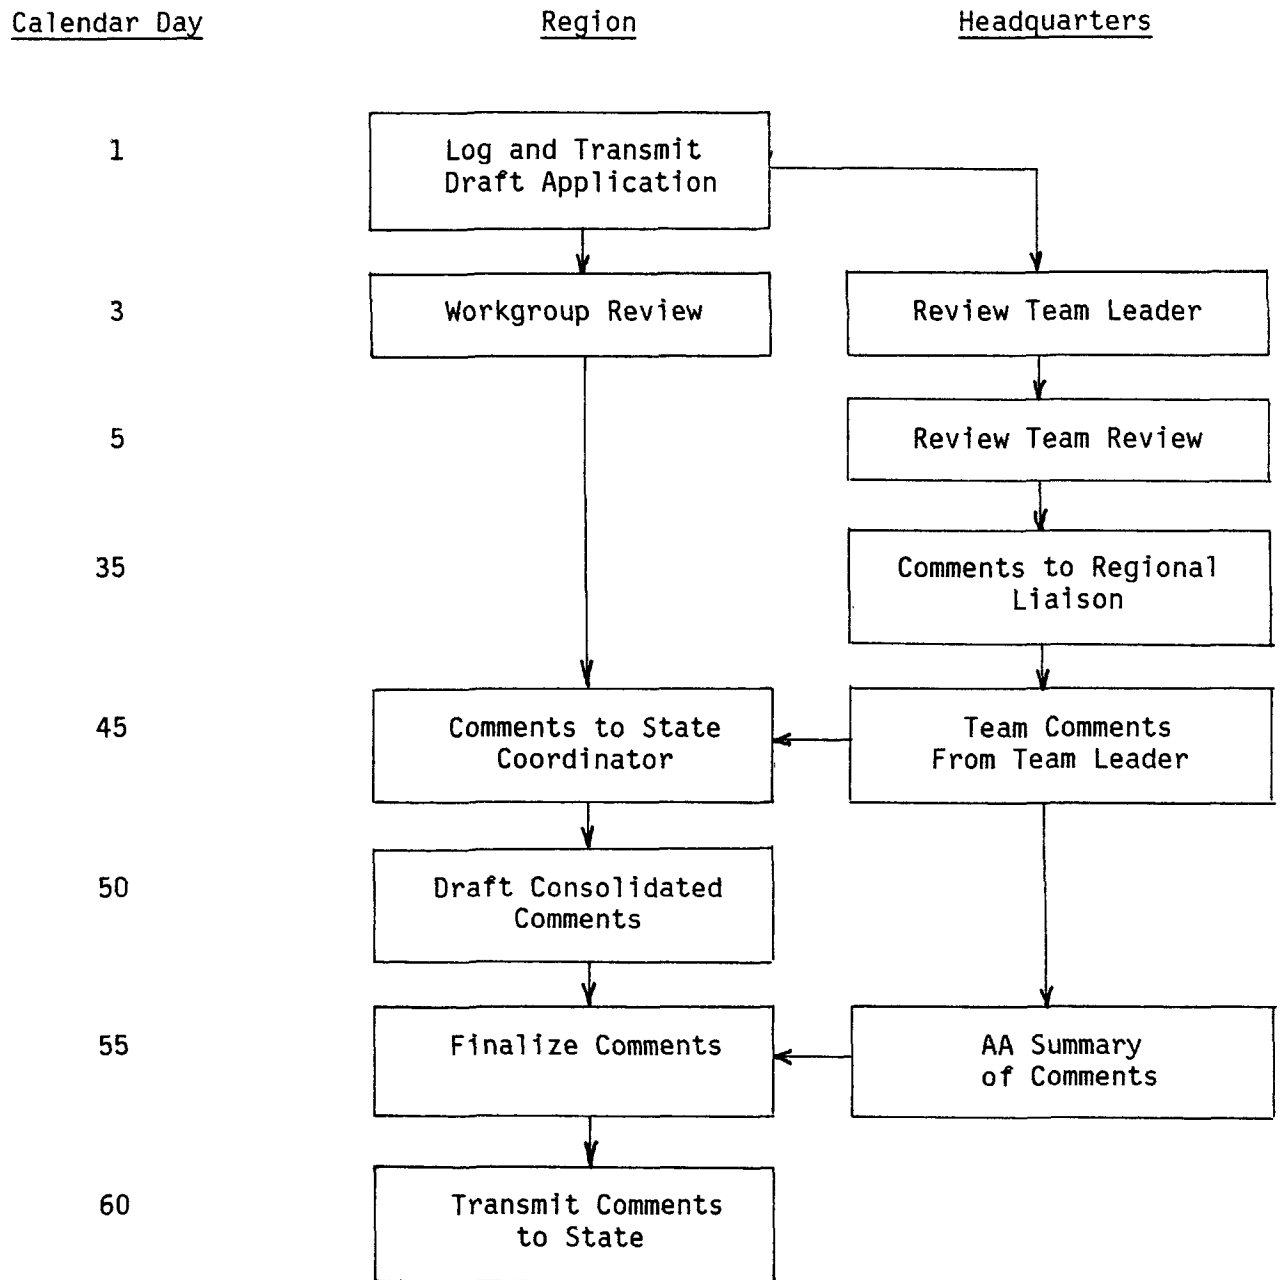 Calendar Day
Region
Headquarters
1
Log and Transmit
Draft Application
3
Workgroup Review
Review Team Leader
5
Review Team Review
35
Comments to Regional
Liaison
45
Comments to State
Coordinator
Team Comments
From Team Leader
50
Draft Consolidated
Comments
55
Finalize Comments
AA Summary
of Comments
60
Transmit Comments
to State